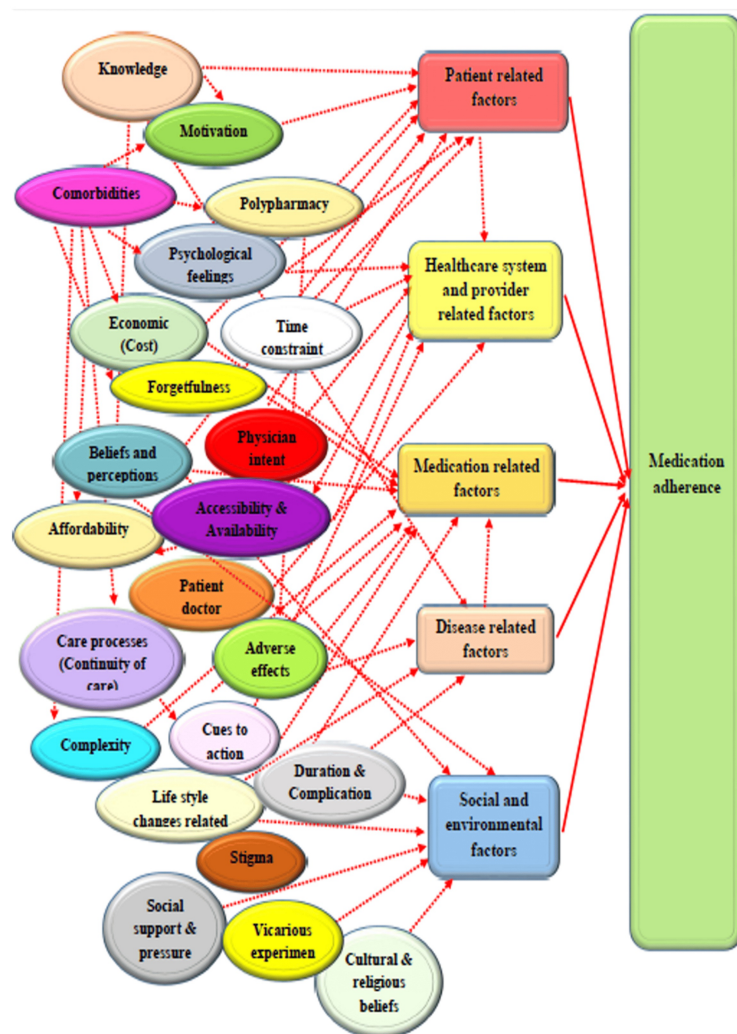 Knowledge
Patient related
factors
Motivation
Comorbidities
Polypharmacy
Psychological
feelings
Healthcare system
and provider
related factors
Economic
(Cost)
Time
constraint
Forgetfulness
Physician
intent
Beliefs and
perceptions
Medication related
factors
Medication
adherence
Accessibility &
Availability
Affordability
Patient
doctor
Care processes
(Continuity of
care)
Adverse
effects
Disease related
factors
Complexity
Cues to
action
Duration &
Complication
Life style
changes related
Social and
environmental
factors
Stigma
Social
support &
pressure
Vicarious
experimen
Cultural &
religious
beliefs